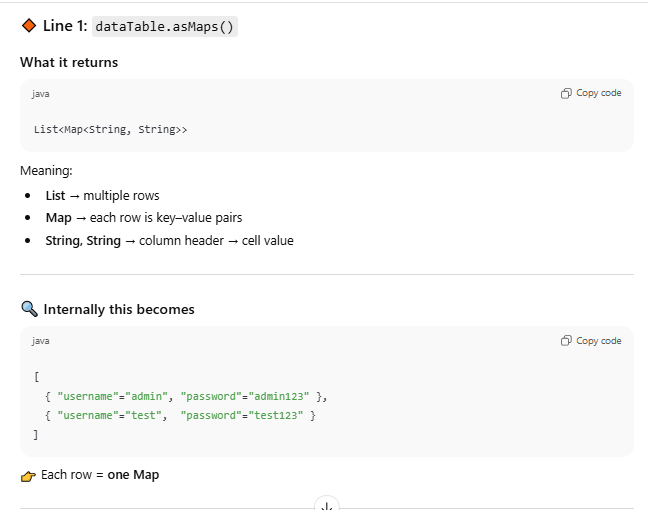 🔶 Line 1: dataTable.asMaps()
What it returns
java
Copy code
List<Map<String, String>>
Meaning:
• List → multiple rows
• Map → each row is key–value pairs
• String, String → column header → cell value
🔍 Internally this becomes
java
Copy code
[
{ "username"="admin", "password"="admin123" },
{ "username"="test",  "password"="test123" }
]
👉 Each row = one Map